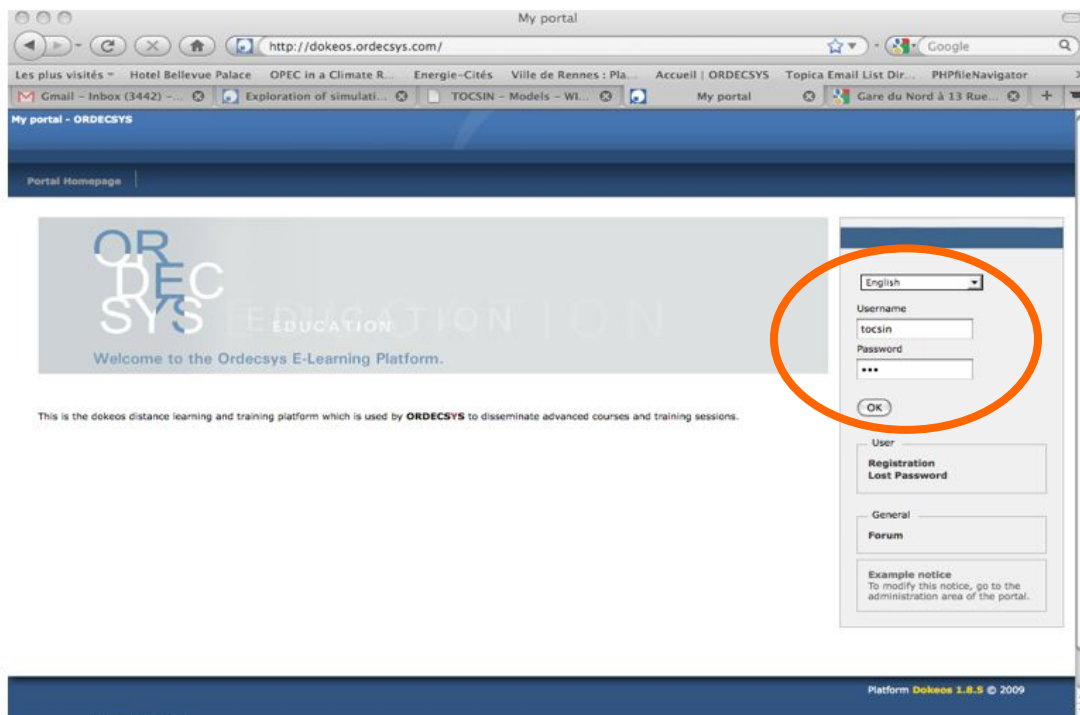 My portal
http://dokeos.ordecsys.com/
Google
Les plus visités Hotel Bellevue Palace OPEC in a Climate R... Energie-Cités Ville de Rennes : Pla... Accueil | ORDECSYS Topica Email List Dir... PHPfileNavigator
Gmail – Inbox (3442) –... Exploration of simulati... TOCSIN – Models – WI... My portal Gare du Nord à 13 Rue...
My portal - ORDECSYS
Portal Homepage
OR
DEC
SYS
EDUCATION
EDUCATION
Welcome to the Ordecsys E-Learning Platform.
This is the dokeos distance learning and training platform which is used by ORDECSYS to disseminate advanced courses and training sessions.
English
Username
tocsin
Password
•••
OK
User
Registration
Lost Password
General
Forum
Example notice
To modify this notice, go to the
administration area of the portal.
Platform Dokeos 1.8.5 © 2009